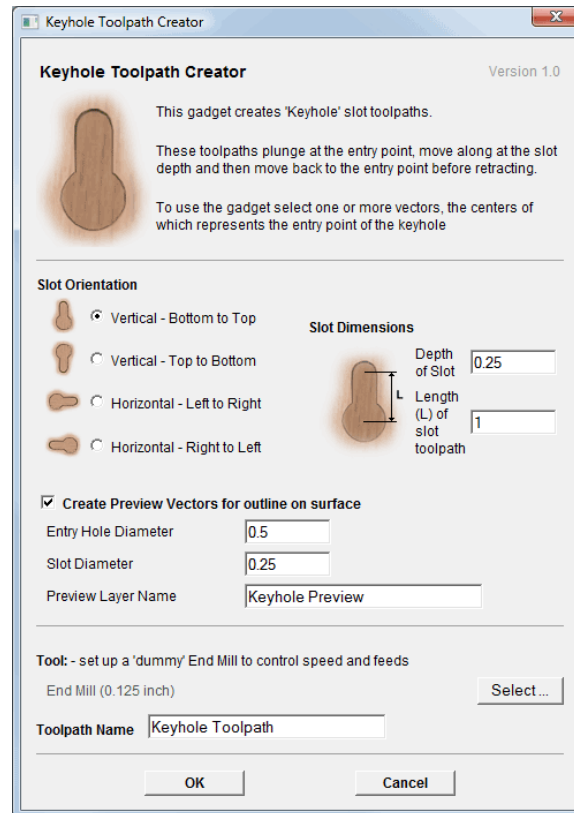 Keyhole Toolpath Creator
Keyhole Toolpath Creator Version 1.0
This gadget creates 'Keyhole' slot toolpaths.
These toolpaths plunge at the entry point, move along at the slot
depth and then move back to the entry point before retracting.
To use the gadget select one or more vectors, the centers of
which represents the entry point of the keyhole
Slot Orientation
Vertical - Bottom to Top
Vertical - Top to Bottom
Horizontal - Left to Right
Horizontal - Right to Left
Slot Dimensions
Depth
of Slot 0.25
L
Length
(L) of
slot
toolpath
1
Create Preview Vectors for outline on surface
Entry Hole Diameter 0.5
Slot Diameter 0.25
Preview Layer Name Keyhole Preview
Tool: - set up a 'dummy' End Mill to control speed and feeds
End Mill (0.125 inch) Select ...
Toolpath Name Keyhole Toolpath
OK Cancel